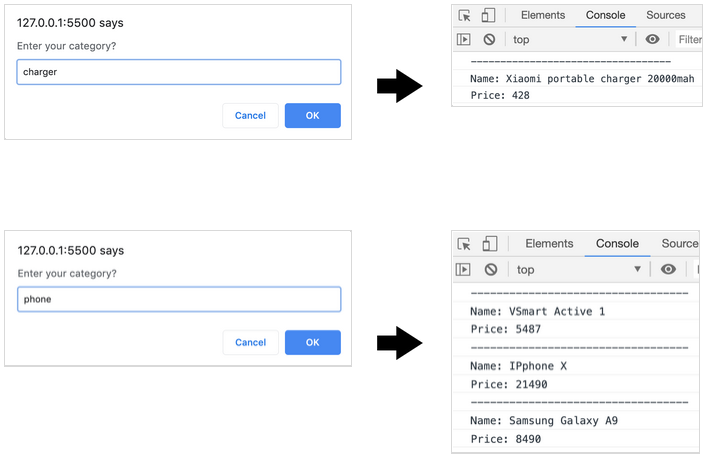 127.0.0.1:5500 says
Enter your category?
charger
Cancel OK
Elements Console Sources
top Filter
-----------------------------------
Name: Xiaomi portable charger 20000mah
Price: 428
127.0.0.1:5500 says
Enter your category?
phone
Cancel OK
Elements Console Source
top
-----------------------------------
Name: VSmart Active 1
Price: 5487
-----------------------------------
Name: IPphone X
Price: 21490
-----------------------------------
Name: Samsung Galaxy A9
Price: 8490